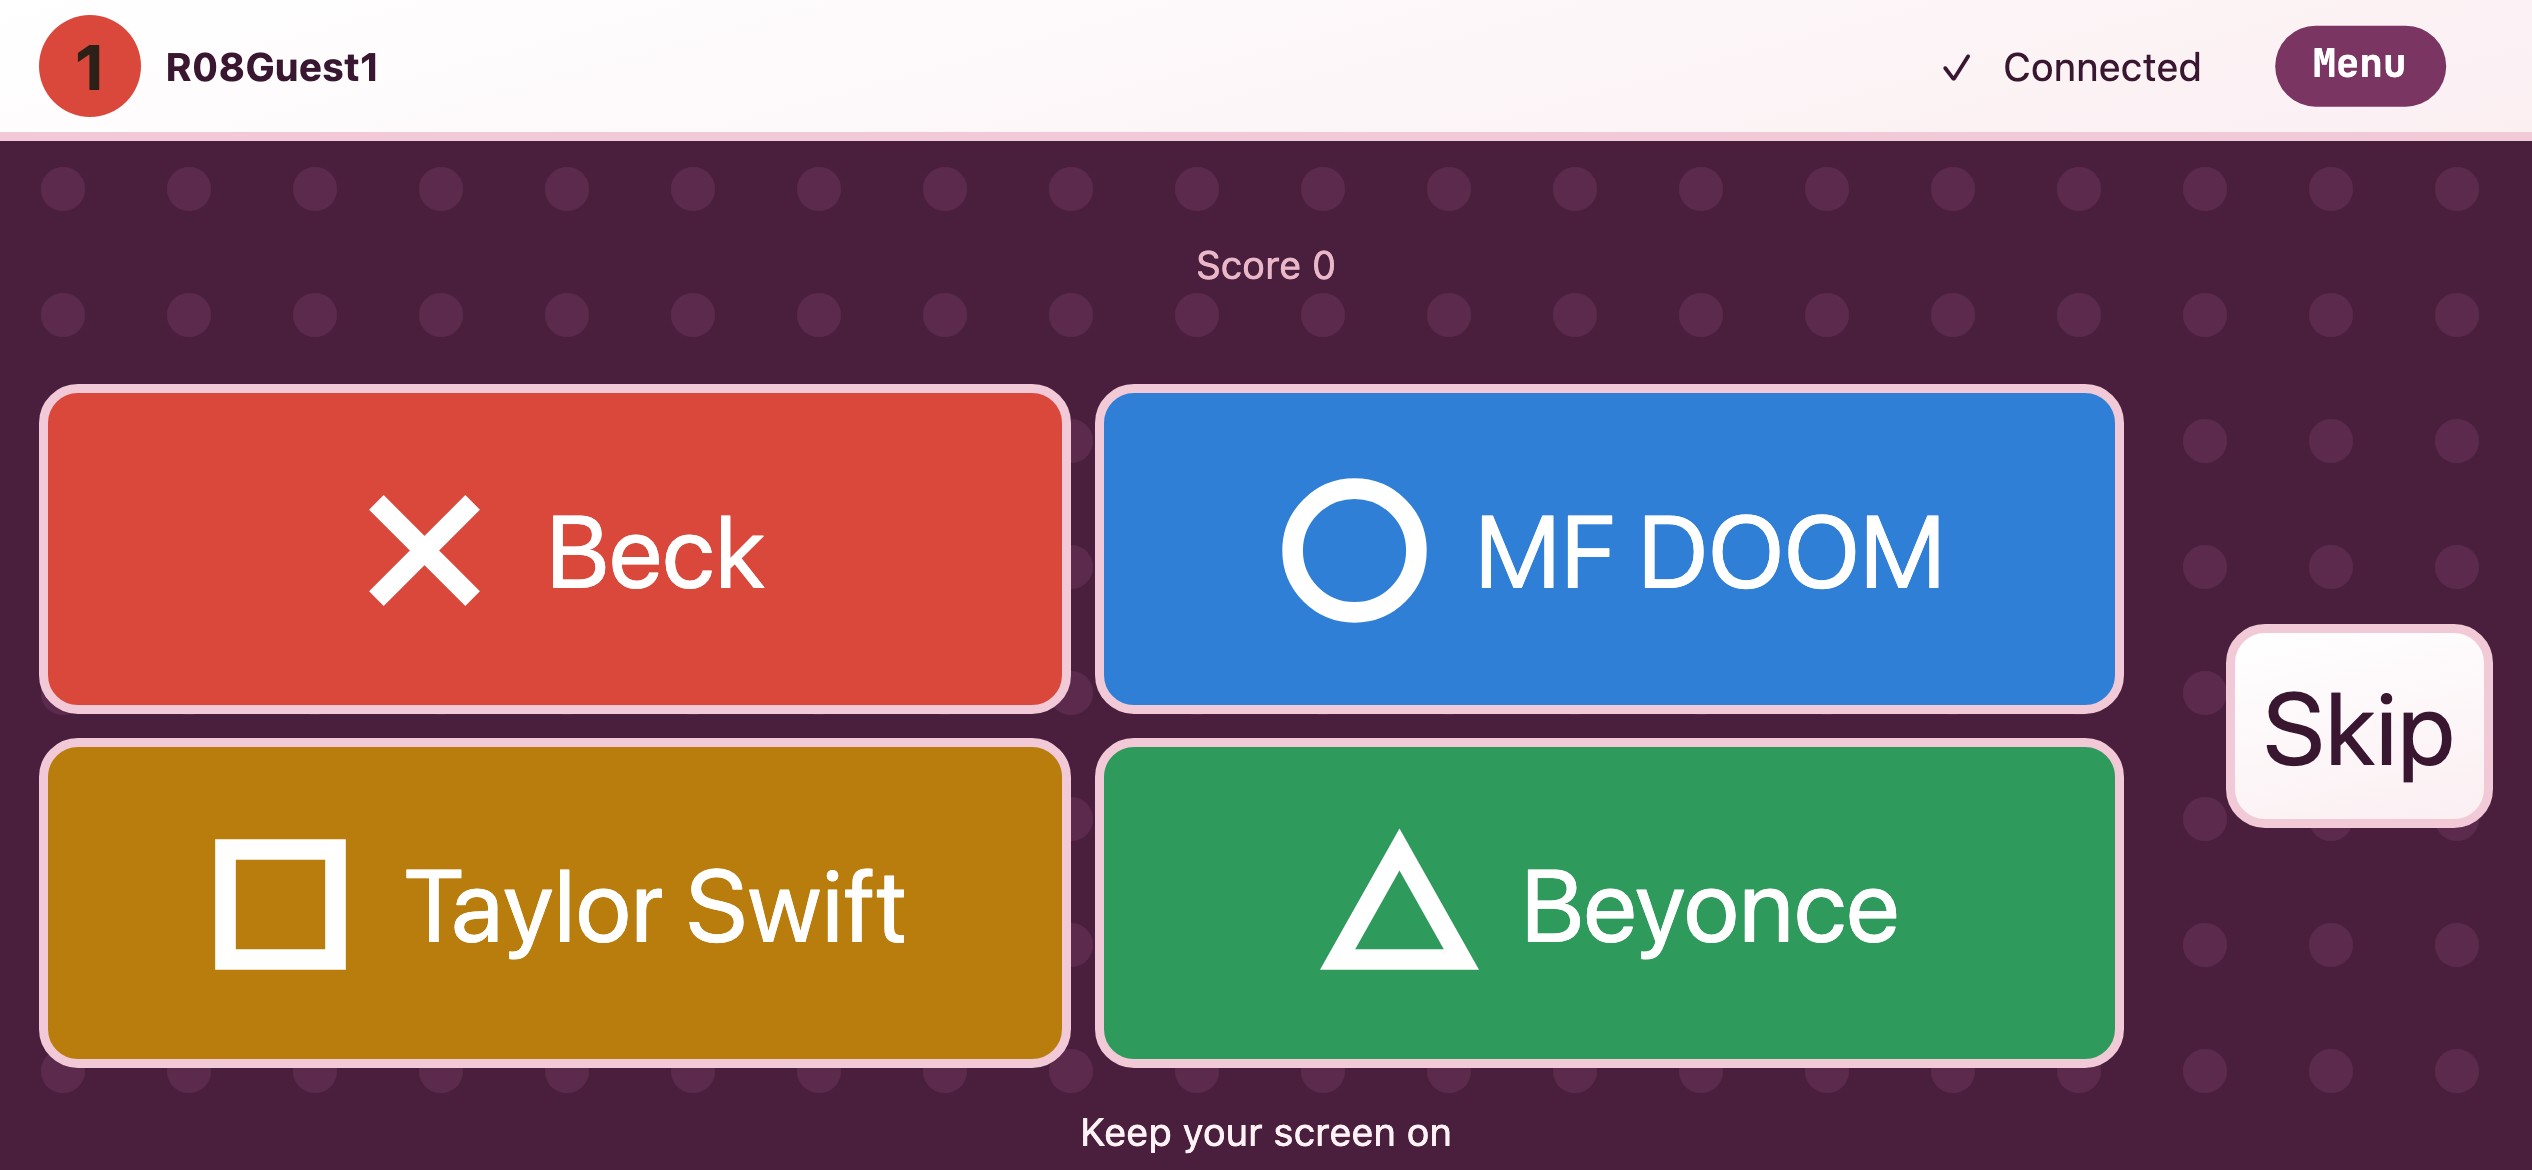 1 R08Guest1 ✓ Connected Menu
Score 0
Beck
MF DOOM
Taylor Swift
Beyonce
Skip
Keep your screen on